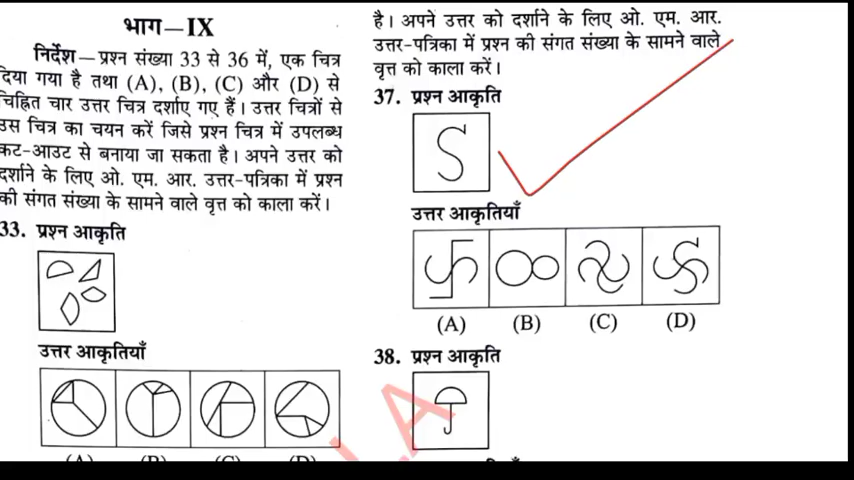 भाग—IX
निर्देश—प्रश्न संख्या 33 से 36 में, एक चित्र
दिया गया है तथा (A), (B), (C) और (D) से
चिह्नित चार उत्तर चित्र दर्शाए गए हैं। उत्तर चित्रों से
उस चित्र का चयन करें जिसे प्रश्न चित्र में उपलब्ध
कट-आउट से बनाया जा सकता है। अपने उत्तर को
दर्शाने के लिए ओ. एम. आर. उत्तर-पत्रिका में प्रश्न
की संगत संख्या के सामने वाले वृत्त को काला करें।
33. प्रश्न आकृति
उत्तर आकृतियाँ
है। अपने उत्तर को दर्शाने के लिए ओ. एम. आर.
उत्तर-पत्रिका में प्रश्न की संगत संख्या के सामने वाले
वृत्त को काला करें।
37. प्रश्न आकृति
उत्तर आकृतियाँ
(A) (B) (C) (D)
38. प्रश्न आकृति